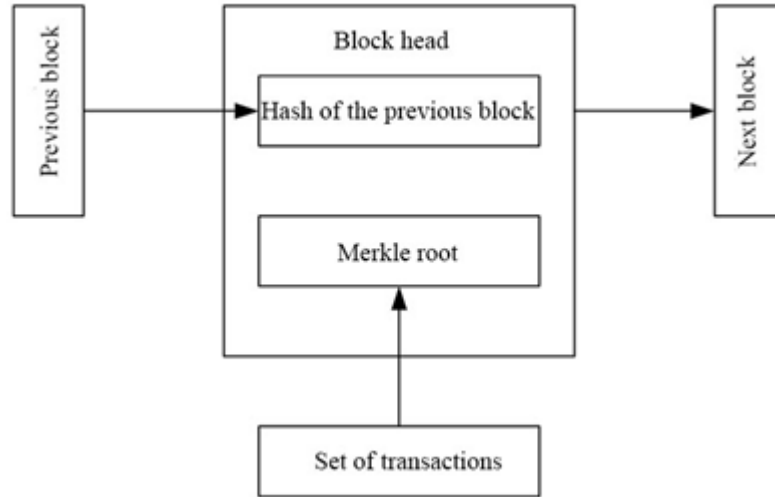 Previous block
Block head
Hash of the previous block
Next block
Merkle root
Set of transactions